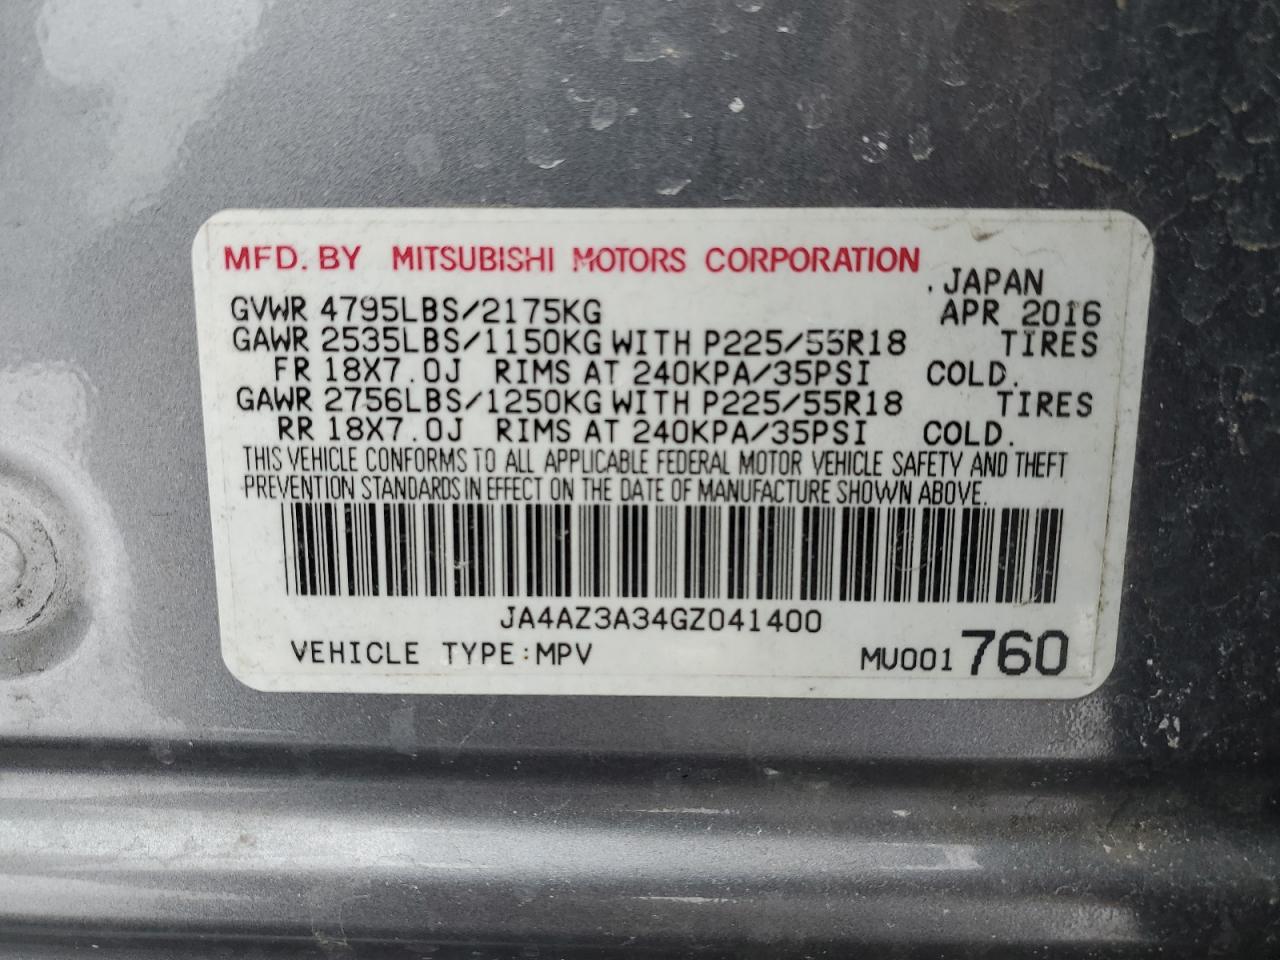 MFD. BY MITSUBISHI MOTORS CORPORATION
.JAPAN
GVWR 4795LBS/2175KG APR 2016
GAWR 2535LBS/1150KG WITH P225/55R18 TIRES
FR 18X7.0J RIMS AT 240KPA/35PSI COLD.
GAWR 2756LBS/1250KG WITH P225/55R18 TIRES
RR 18X7.0J RIMS AT 240KPA/35PSI COLD.
THIS VEHICLE CONFORMS TO ALL APPLICABLE FEDERAL MOTOR VEHICLE SAFETY AND THEFT
PREVENTION STANDARDS IN EFFECT ON THE DATE OF MANUFACTURE SHOWN ABOVE.
JA4AZ3A34GZ041400
VEHICLE TYPE:MPV MU001 760